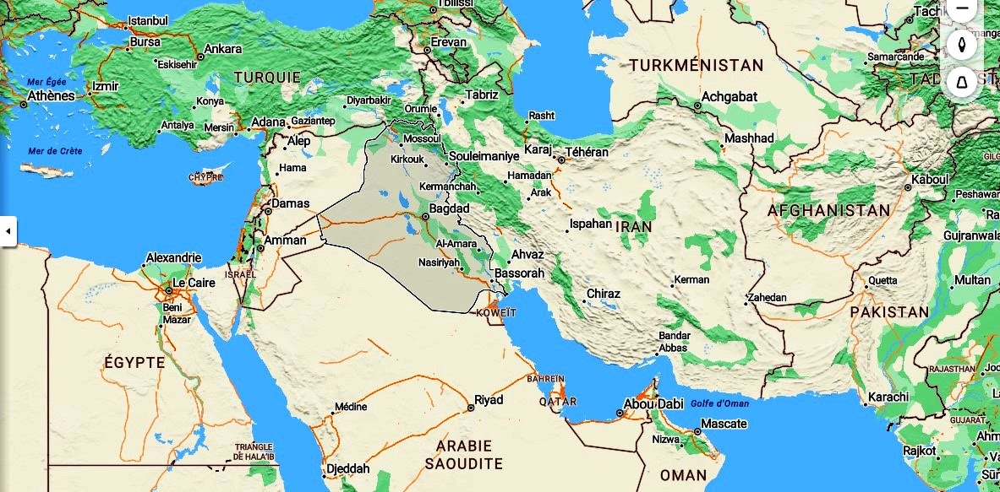 Tbilissi
Istanbul
Bursa
Ankara
Eskisehir
Erevan
TURQUIE
TURKMÉNISTAN
Samarcande
Mer Égée
Athènes
Izmir
Konya
Diyarbakir
Orumie
Tabriz
Achgabat
Antalya
Mersin
Adana
Gaziantep
Rasht
Mer de Crète
Alep
Mossoul
Karaj
Téhéran
Mashhad
Hama
Kirkouk
Souleimaniye
CHYPRE
Hamadan
Kaboul
Kermanchah
Arak
Peshawar
Damas
Bagdad
AFGHANISTAN
Ispahan
IRAN
Amman
Al-Amara
Gujranwala
Alexandrie
Nasiriyah
Ahvaz
ISRAËL
Bassorah
Le Caire
Kerman
Quetta
Multan
Chiraz
Zahedan
Beni
Mazar
KOWEÏT
PAKISTAN
Bandar
Abbas
ÉGYPTE
RAJASTHAN
BAHREÏN
QATAR
Riyad
Abou Dabi
Golfe d'Oman
Karachi
Médine
Mascate
GUJARAT
Nizwa
TRIANGLE
DE HALA'IB
ARABIE
SAOUDITE
Rajkot
Djeddah
OMAN